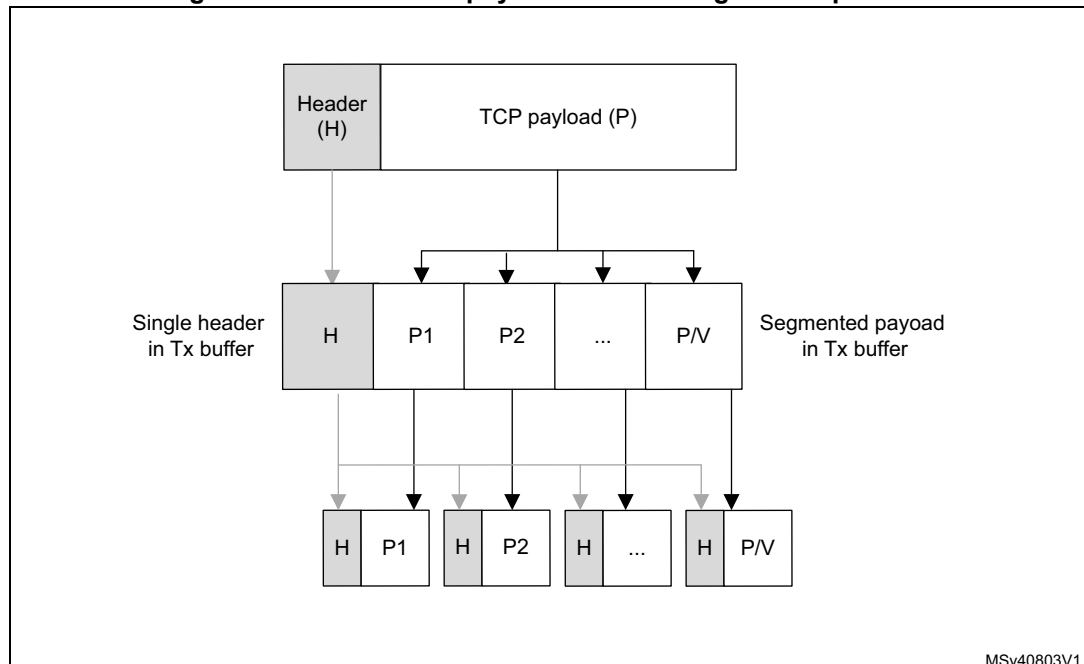 Header
(H)
TCP payload (P)
Single header
in Tx buffer
H
P1
P2
...
P/V
Segmented payoad
in Tx buffer
H
P1
H
P2
H
...
H
P/V
MSv40803V1